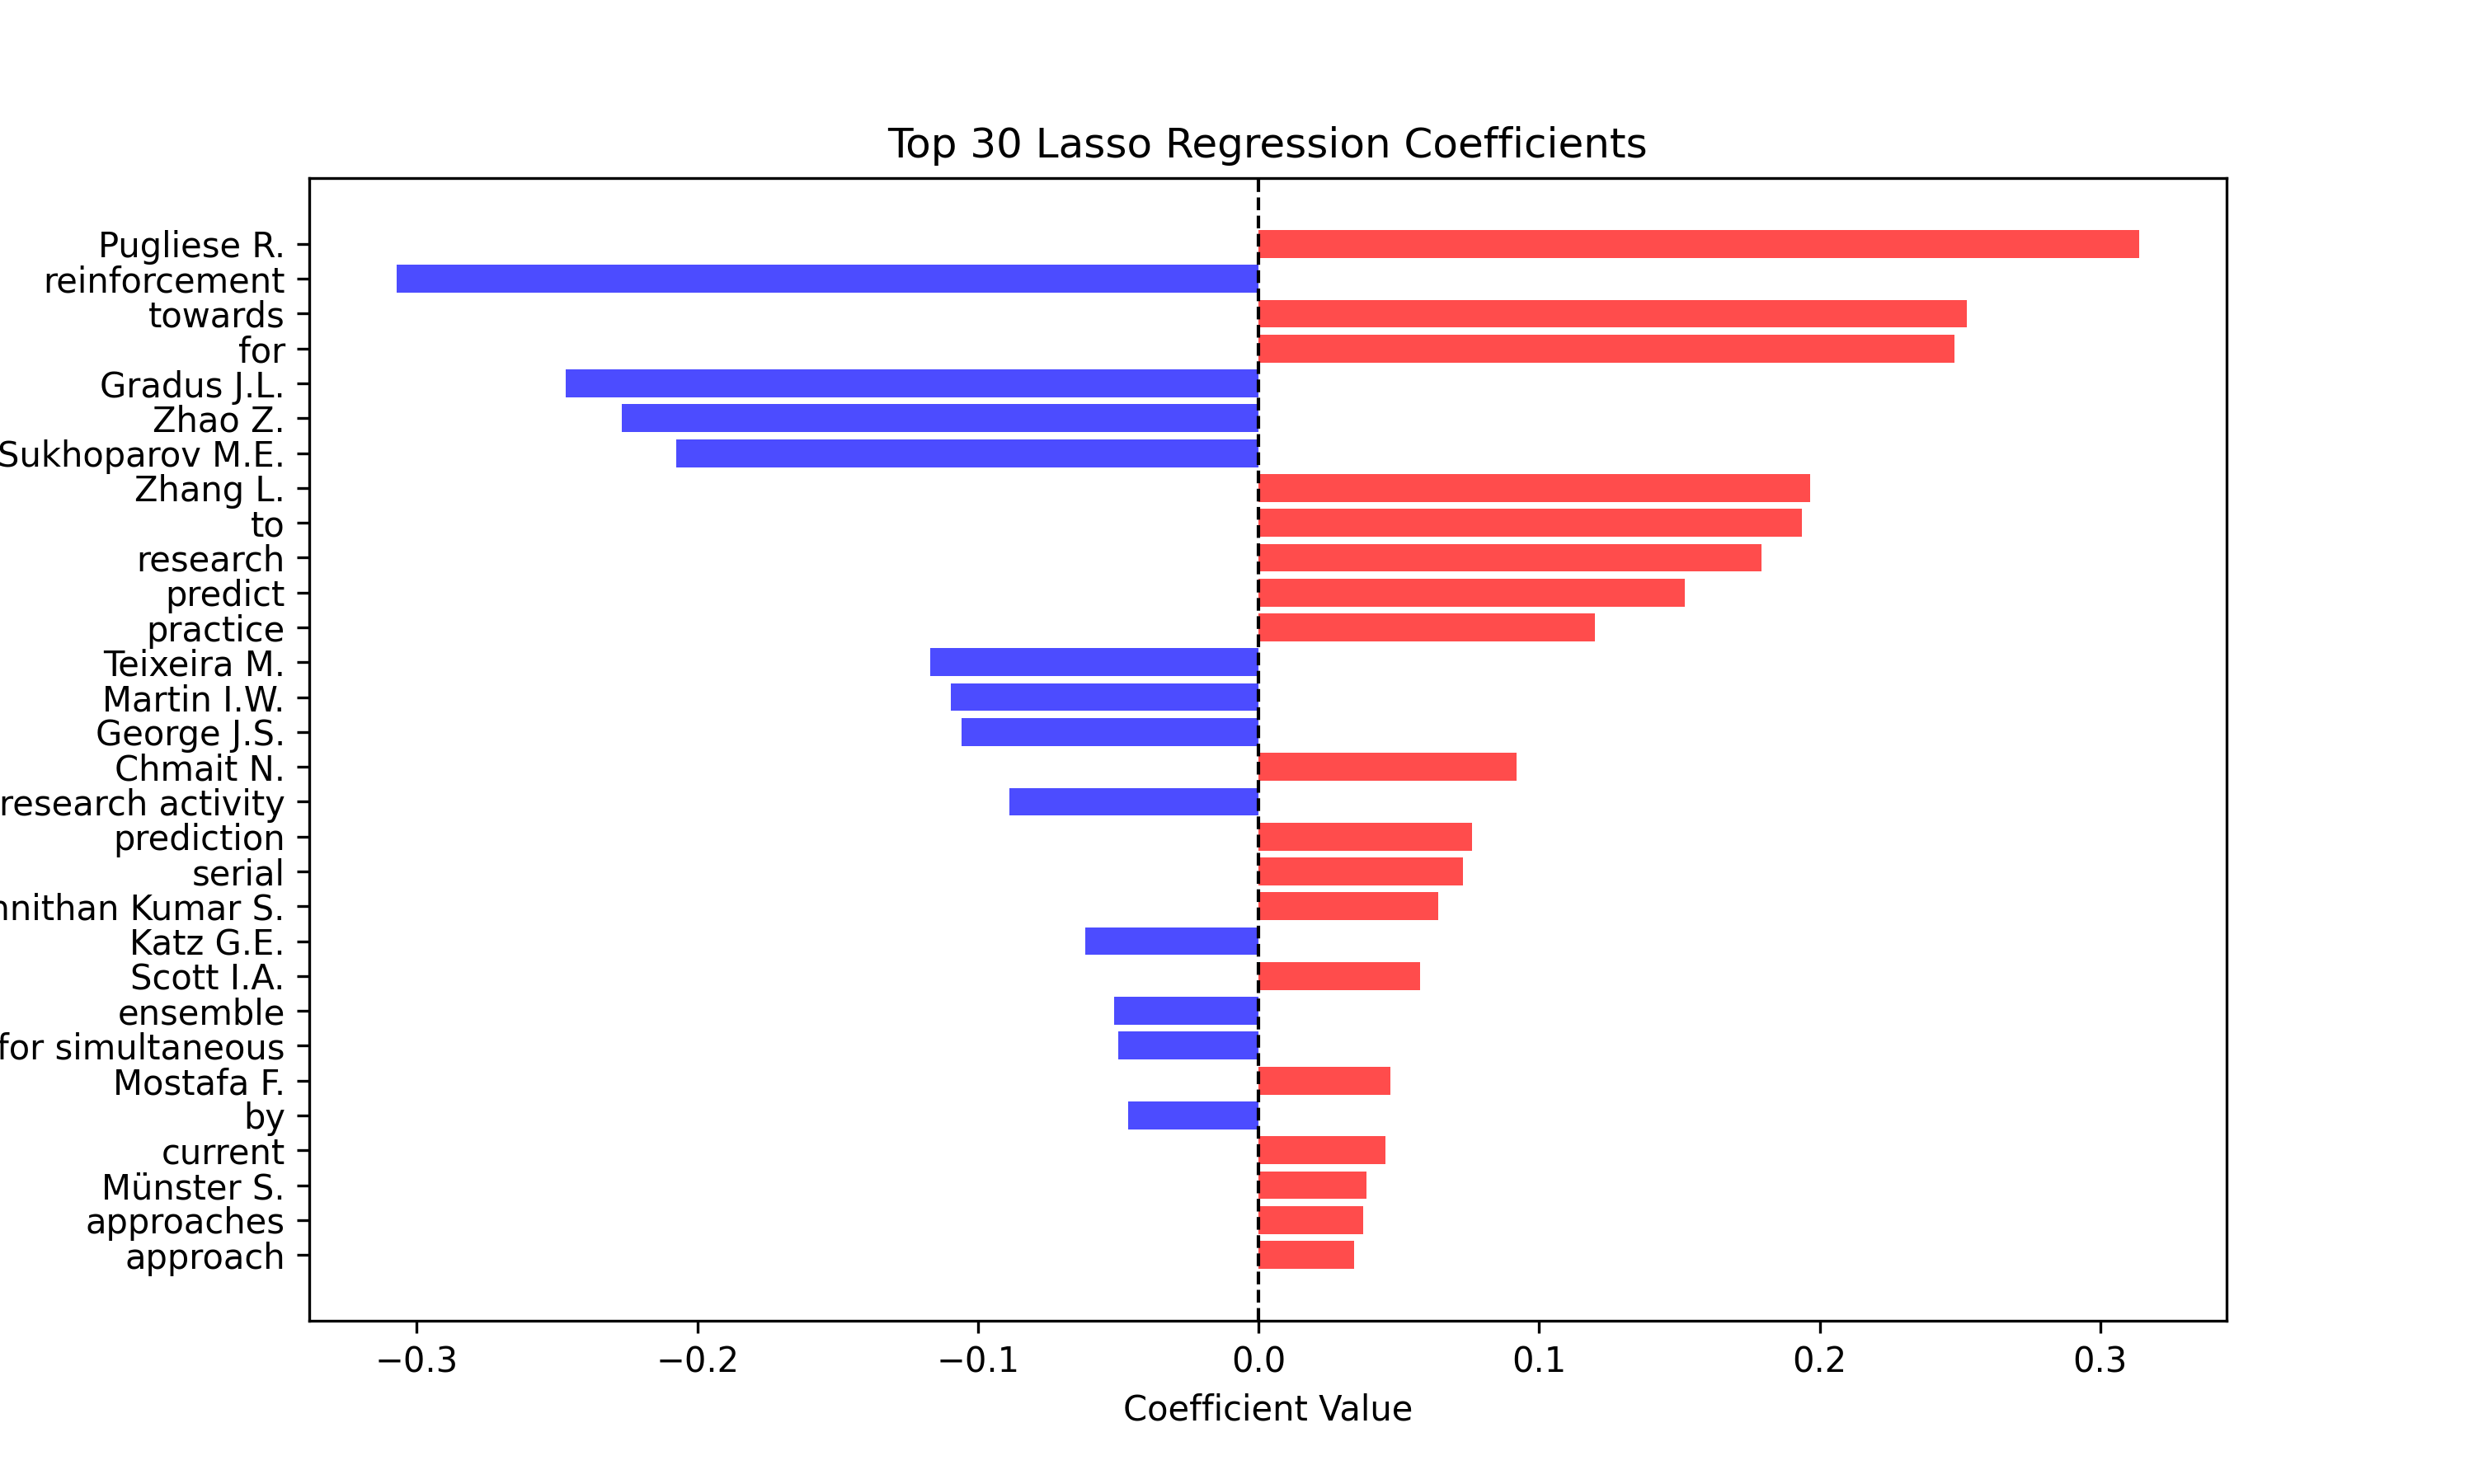 Top 30 Lasso Regression Coefficients
Pugliese R.
reinforcement
towards
for
Gradus J.L.
Zhao Z.
Sukhoparov M.E.
Zhang L.
to
research
predict
practice
Teixeira M.
Martin I.W.
George J.S.
Chmait N.
research activity
prediction
serial
Kumar S.
Katz G.E.
Scott I.A.
ensemble
for simultaneous
Mostafa F.
by
current
Münster S.
approaches
approach
−0.3 −0.2 −0.1 0.0 0.1 0.2 0.3
Coefficient Value